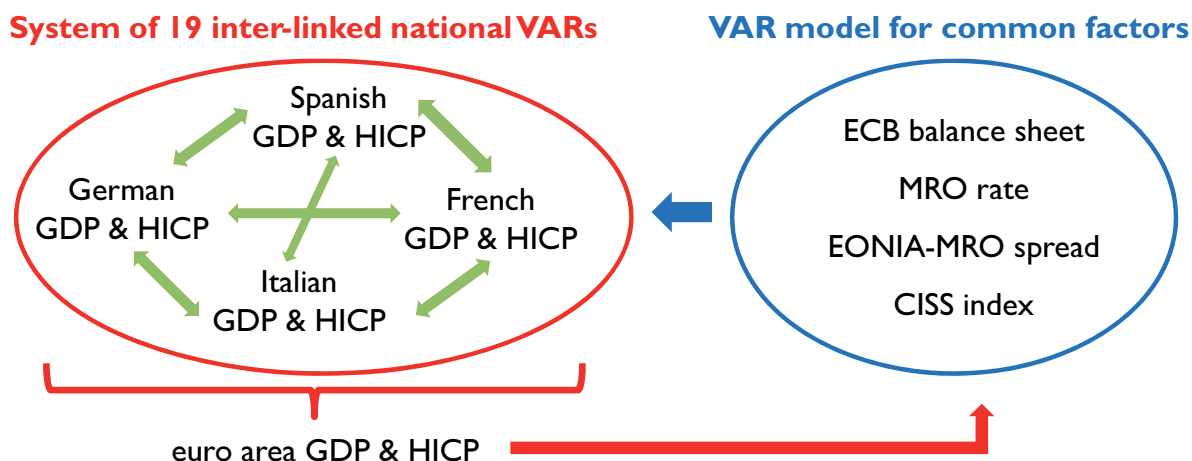 System of 19 inter-linked national VARs
VAR model for common factors
Spanish
GDP & HICP
German
GDP & HICP
French
GDP & HICP
Italian
GDP & HICP
ECB balance sheet
MRO rate
EONIA-MRO spread
CISS index
euro area GDP & HICP